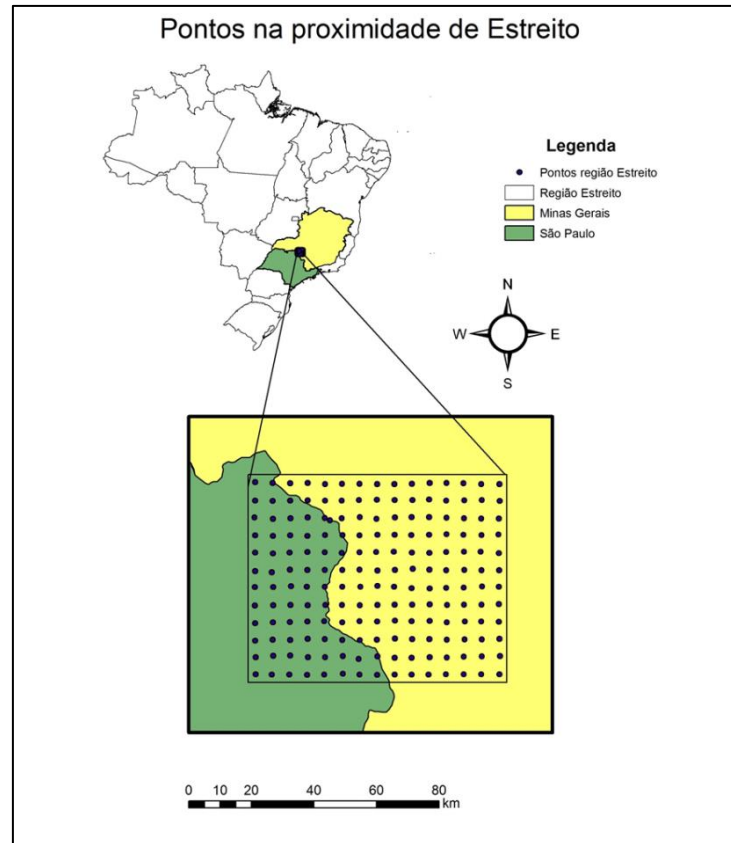 Pontos na proximidade de Estreito
Legenda
Pontos região Estreito
Região Estreito
Minas Gerais
São Paulo
N
W E
S
0 10 20 40 60 80
km